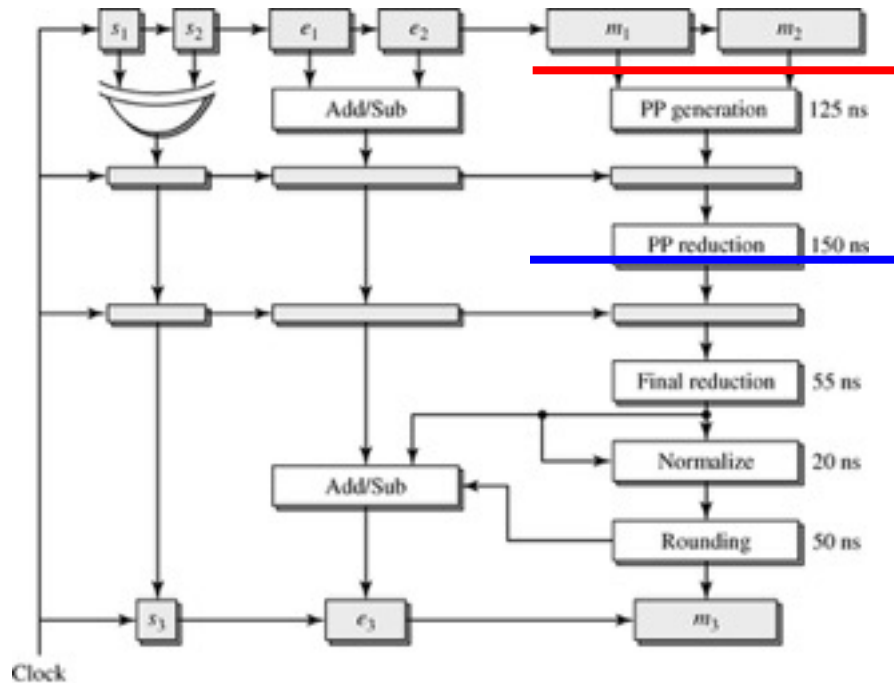 s1 s2 e1 e2 m1 m2
Add/Sub PP generation 125 ns
PP reduction 150 ns
Final reduction 55 ns
Normalize 20 ns
Add/Sub
Rounding 50 ns
s3 e3 m3
Clock